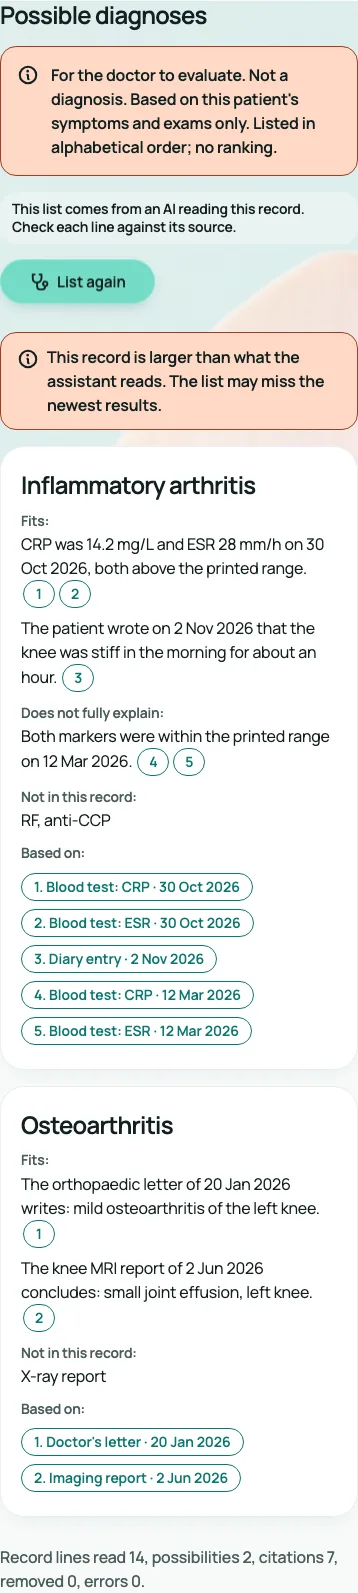 Possible diagnoses
For the doctor to evaluate. Not a
diagnosis. Based on this patient's
symptoms and exams only. Listed in
alphabetical order; no ranking.
This list comes from an AI reading this record.
Check each line against its source.
List again
This record is larger than what the
assistant reads. The list may miss the
newest results.
Inflammatory arthritis
Fits:
CRP was 14.2 mg/L and ESR 28 mm/h on 30
Oct 2026, both above the printed range.
1 2
The patient wrote on 2 Nov 2026 that the
knee was stiff in the morning for about an
hour. 3
Does not fully explain:
Both markers were within the printed range
on 12 Mar 2026. 4 5
Not in this record:
RF, anti-CCP
Based on:
1. Blood test: CRP · 30 Oct 2026
2. Blood test: ESR · 30 Oct 2026
3. Diary entry · 2 Nov 2026
4. Blood test: CRP · 12 Mar 2026
5. Blood test: ESR · 12 Mar 2026
Osteoarthritis
Fits:
The orthopaedic letter of 20 Jan 2026
writes: mild osteoarthritis of the left knee.
1
The knee MRI report of 2 Jun 2026
concludes: small joint effusion, left knee.
2
Not in this record:
X-ray report
Based on:
1. Doctor's letter · 20 Jan 2026
2. Imaging report · 2 Jun 2026
Record lines read 14, possibilities 2, citations 7,
removed 0, errors 0.